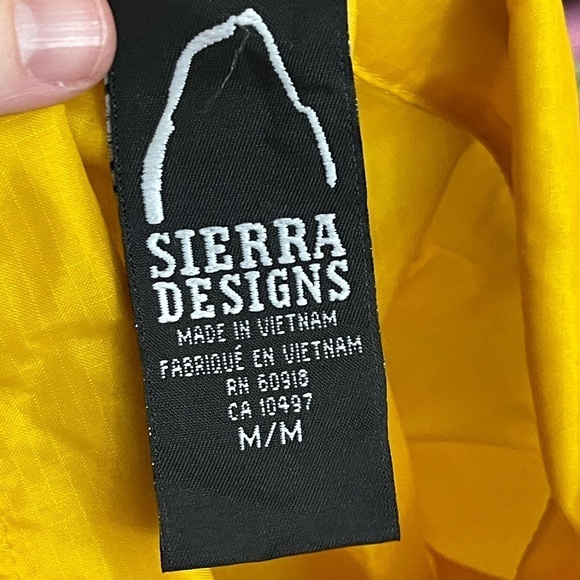 SIERRA
DESIGNS
MADE IN VIETNAM
FABRIQUÉ EN VIETNAM
RN 60918
CA 10497
M/M